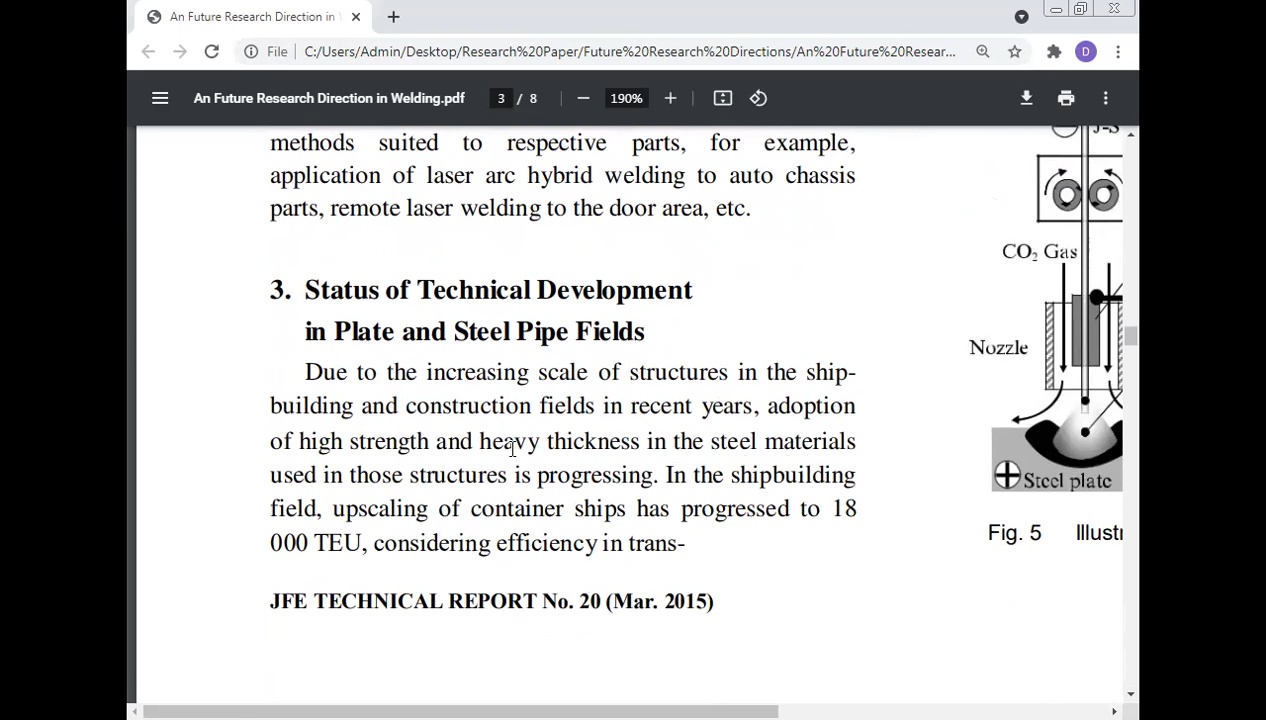 An Future Research Direction in
File C:/Users/Admin/Desktop/Research%20Paper/Future%20Research%20Directions/An%20Future%20Resear... D
An Future Research Direction in Welding.pdf 3 / 8 190%
methods suited to respective parts, for example,
application of laser arc hybrid welding to auto chassis
parts, remote laser welding to the door area, etc.
3. Status of Technical Development
in Plate and Steel Pipe Fields
Due to the increasing scale of structures in the ship-
building and construction fields in recent years, adoption
of high strength and heavy thickness in the steel materials
used in those structures is progressing. In the shipbuilding
field, upscaling of container ships has progressed to 18
000 TEU, considering efficiency in trans-
JFE TECHNICAL REPORT No. 20 (Mar. 2015)
J-S
CO₂ Gas
Nozzle
Steel plate
Fig. 5 Illustr